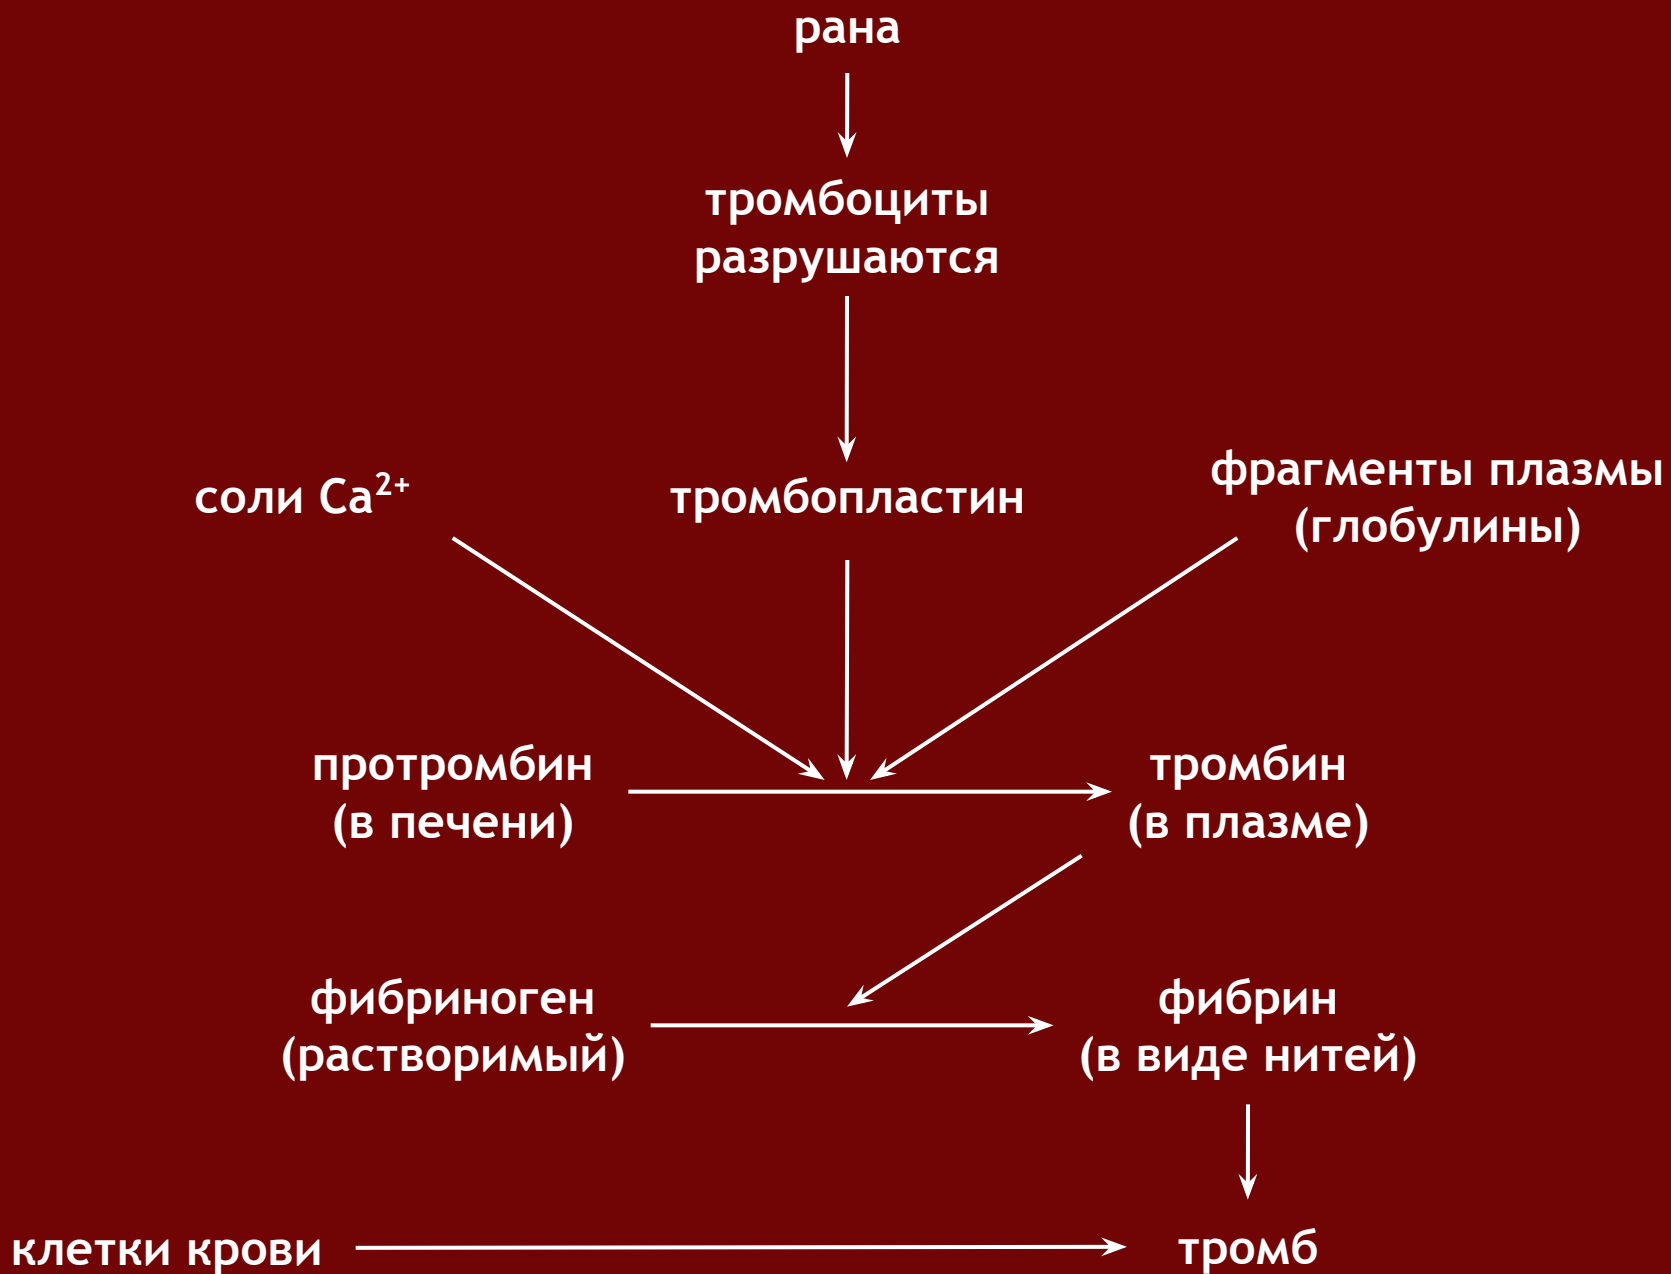 рана
тромбоциты
разрушаются
соли Ca²⁺
тромбопластин
фрагменты плазмы
(глобулины)
протромбин
(в печени)
тромбин
(в плазме)
фибриноген
(растворимый)
фибрин
(в виде нитей)
клетки крови
тромб